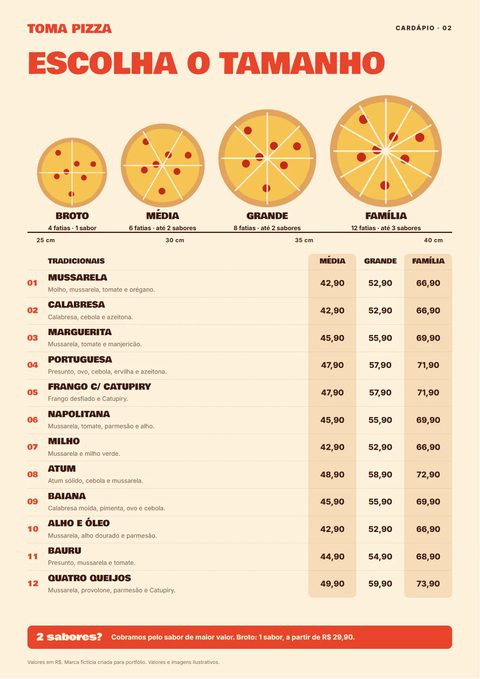 TOMA PIZZA
CARDÁPIO · 02
ESCOLHA O TAMANHO
BROTO MÉDIA GRANDE FAMÍLIA
4 fatias · 1 sabor 6 fatias · até 2 sabores 8 fatias · até 2 sabores 12 fatias · até 3 sabores
25 cm 30 cm 35 cm 40 cm
TRADICIONAIS MÉDIA GRANDE FAMÍLIA
01 MUSSARELA 42,90 52,90 66,90
Molho, mussarela, tomate e orégano.
02 CALABRESA 42,90 52,90 66,90
Calabresa, cebola e azeitona.
03 MARGUERITA 45,90 55,90 69,90
Mussarela, tomate e manjericão.
04 PORTUGUESA 47,90 57,90 71,90
Presunto, ovo, cebola, ervilha e azeitona.
05 FRANGO C/ CATUPIRY 47,90 57,90 71,90
Frango desfiado e Catupiry.
06 NAPOLITANA 45,90 55,90 69,90
Mussarela, tomate, parmesão e alho.
07 MILHO 42,90 52,90 66,90
Mussarela e milho verde.
08 ATUM 48,90 58,90 72,90
Atum sólido, cebola e mussarela.
09 BAIANA 45,90 55,90 69,90
Calabresa moída, pimenta, ovo e cebola.
10 ALHO E ÓLEO 42,90 52,90 66,90
Mussarela, alho dourado e parmesão.
11 BAURU 44,90 54,90 68,90
Presunto, mussarela e tomate.
12 QUATRO QUEIJOS 49,90 59,90 73,90
Mussarela, provolone, parmesão e Catupiry.
2 sabores? Cobramos pelo sabor de maior valor. Broto: 1 sabor, a partir de R$ 29,90.
Valores em R$. Marca fictícia criada para portfólio. Valores e imagens ilustrativos.